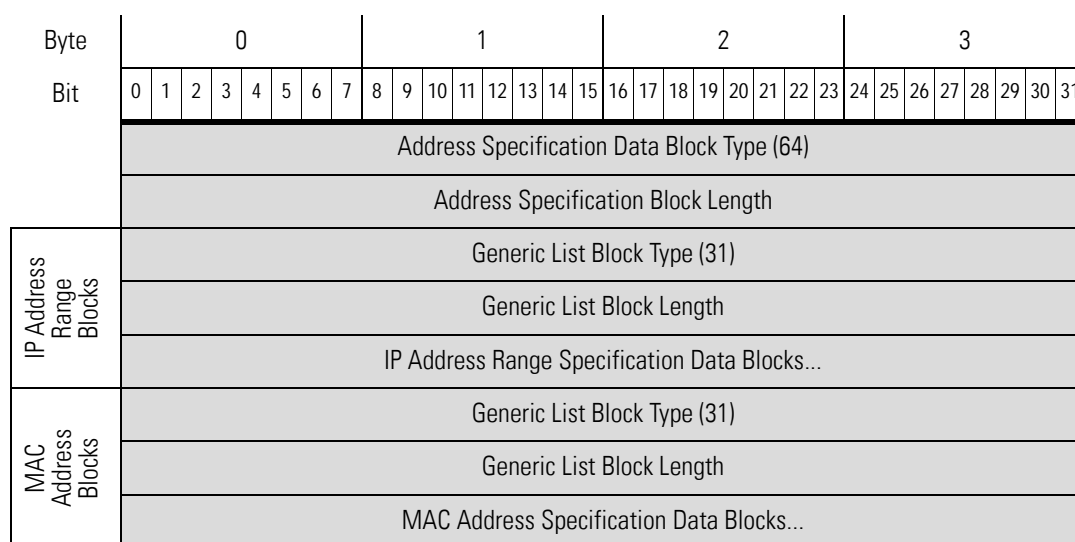 Byte 0 1 2 3
Bit 0 1 2 3 4 5 6 7 8 9 10 11 12 13 14 15 16 17 18 19 20 21 22 23 24 25 26 27 28 29 30 31
Address Specification Data Block Type (64)
Address Specification Block Length
IP Address
Range
Blocks
Generic List Block Type (31)
Generic List Block Length
IP Address Range Specification Data Blocks...
MAC
Address
Blocks
Generic List Block Type (31)
Generic List Block Length
MAC Address Specification Data Blocks...